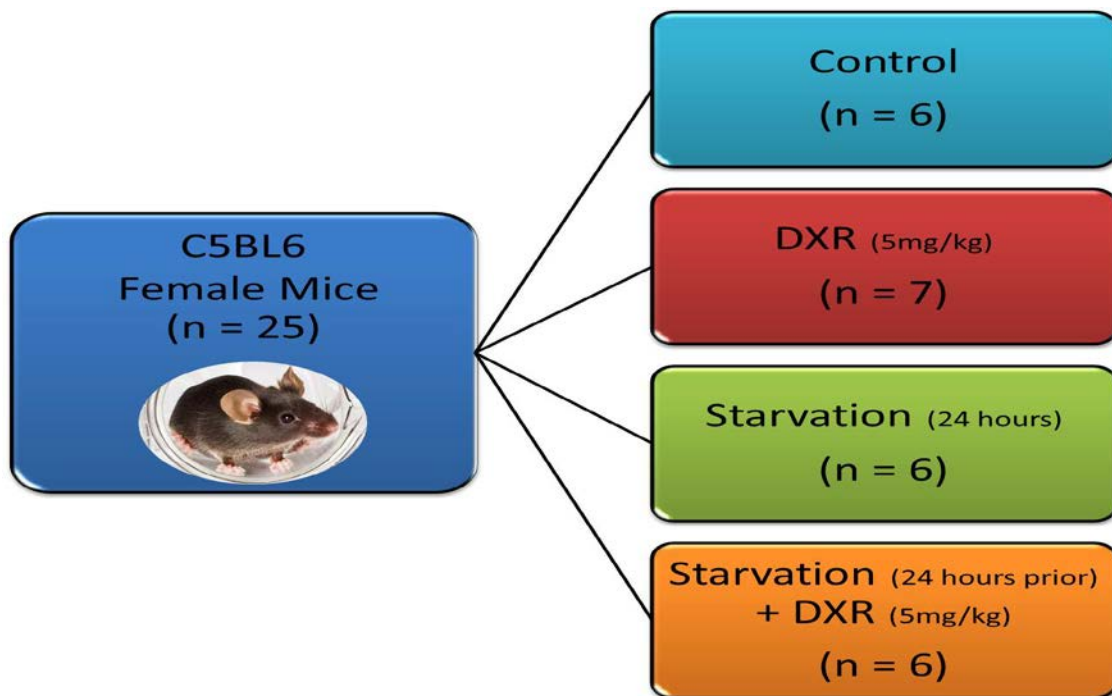 C5BL6
Female Mice
(n = 25)
Control
(n = 6)
DXR (5mg/kg)
(n = 7)
Starvation (24 hours)
(n = 6)
Starvation (24 hours prior)
+ DXR (5mg/kg)
(n = 6)